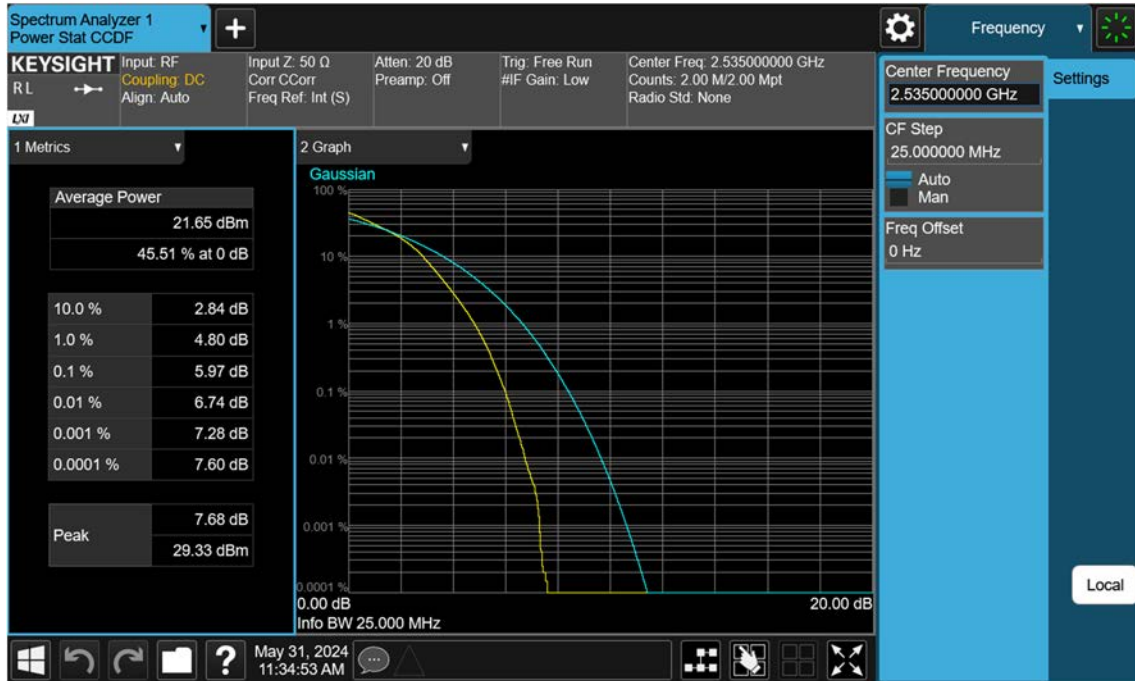 Spectrum Analyzer 1
Power Stat CCDF
Frequency
KEYSIGHT
R L
LXI
Input: RF
Coupling: DC
Align: Auto
Input Z: 50 Ω
Corr CCorr
Freq Ref: Int (S)
Atten: 20 dB
Preamp: Off
Trig: Free Run
#IF Gain: Low
Center Freq: 2.535000000 GHz
Counts: 2.00 M/2.00 Mpt
Radio Std: None
Center Frequency
2.535000000 GHz
Settings
CF Step
25.000000 MHz
Auto
Man
Freq Offset
0 Hz
1 Metrics
Average Power
21.65 dBm
45.51 % at 0 dB
10.0 % 2.84 dB
1.0 % 4.80 dB
0.1 % 5.97 dB
0.01 % 6.74 dB
0.001 % 7.28 dB
0.0001 % 7.60 dB
Peak
7.68 dB
29.33 dBm
2 Graph
Gaussian
100 %
10 %
1 %
0.1 %
0.01 %
0.001 %
0.0001 %
0.00 dB 20.00 dB
Info BW 25.000 MHz
Local
?
May 31, 2024
11:34:53 AM